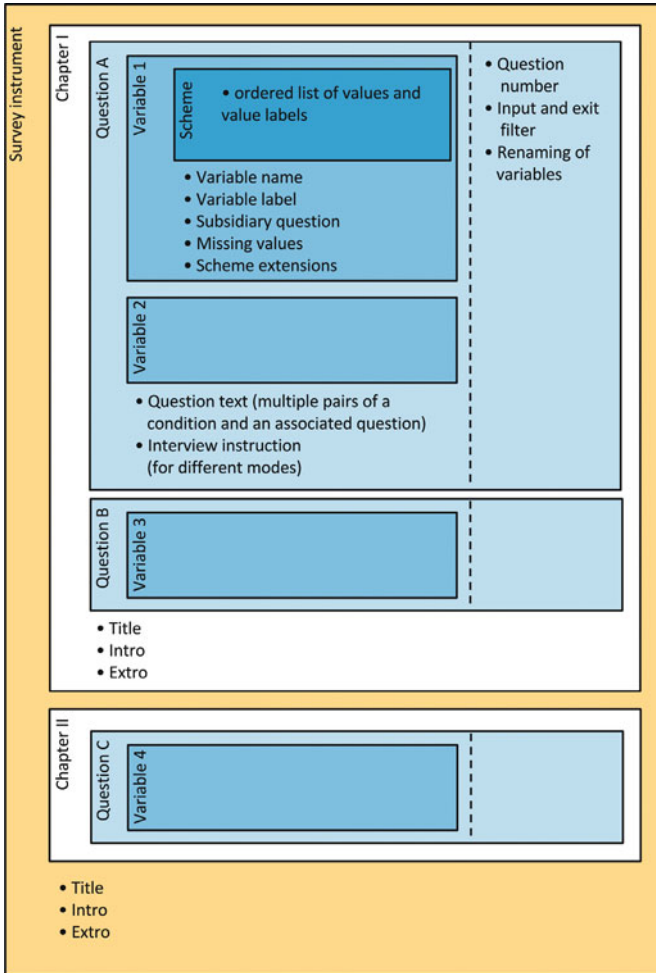 Survey instrument
Chapter I
Question A
Variable 1
Scheme
• ordered list of values and
value labels
• Variable name
• Variable label
• Subsidiary question
• Missing values
• Scheme extensions
Variable 2
• Question text (multiple pairs of a
condition and an associated question)
• Interview instruction
(for different modes)
• Question
number
• Input and exit
filter
• Renaming of
variables
Question B
Variable 3
• Title
• Intro
• Extro
Chapter II
Question C
Variable 4
• Title
• Intro
• Extro